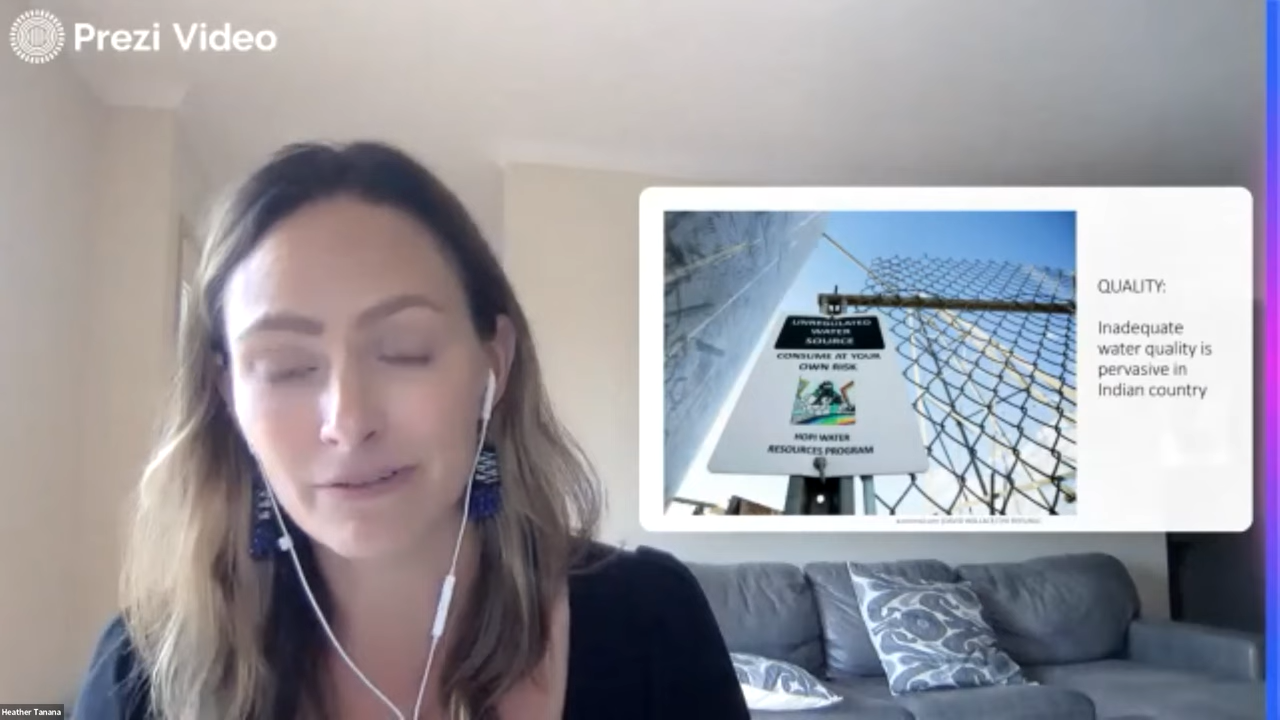 Prezi Video
UNREGULATED
WATER
SOURCE
CONSUME AT YOUR
OWN RISK
HOPI WATER
RESOURCES PROGRAM
QUALITY:
Inadequate
water quality is
pervasive in
Indian country
Heather Tanana